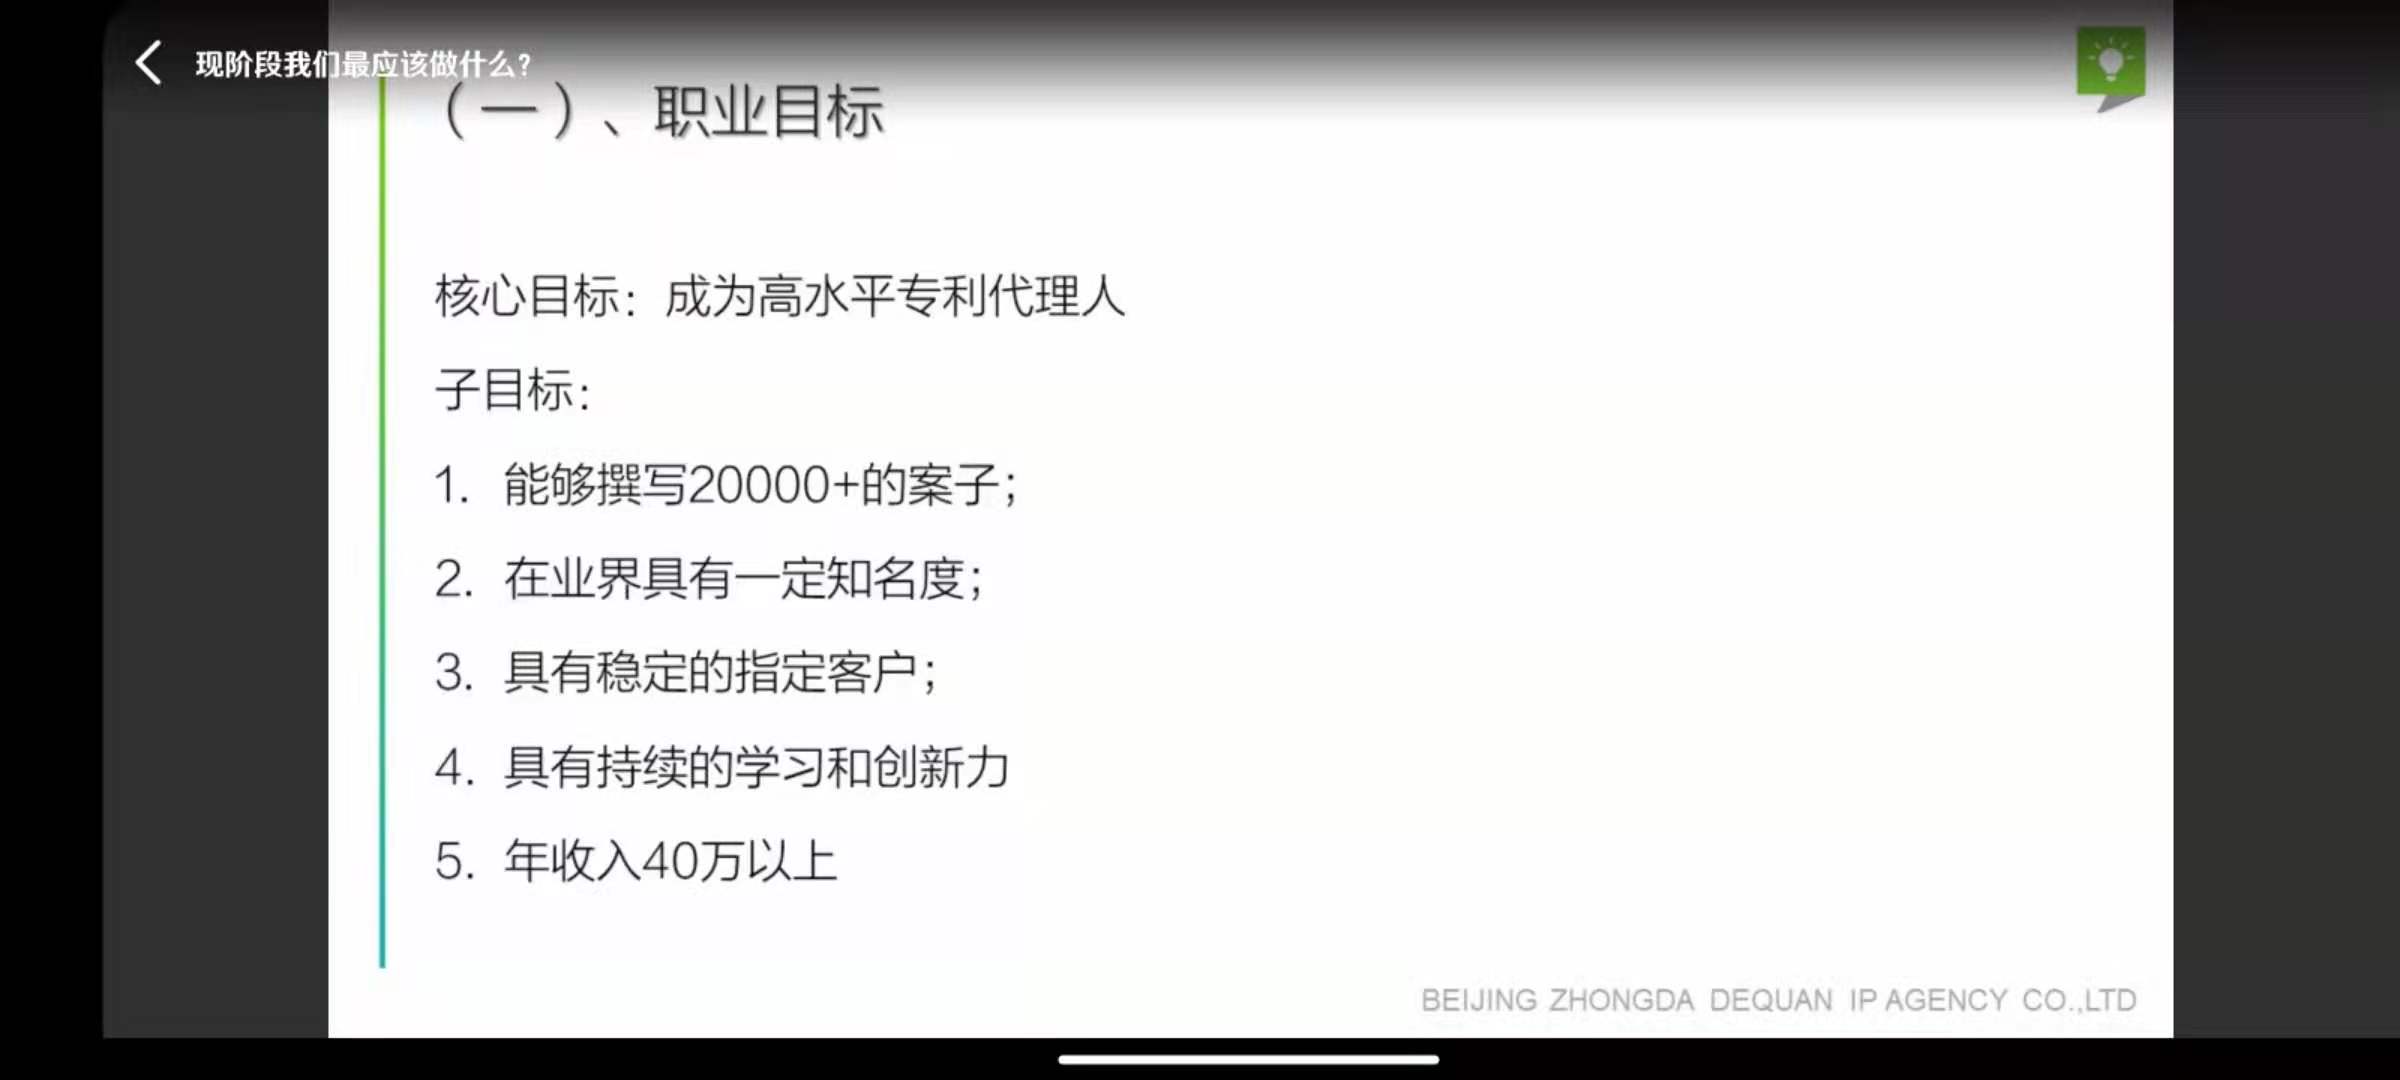 现阶段我们最应该做什么?
（一）、职业目标
核心目标：成为高水平专利代理人
子目标：
1. 能够撰写20000+的案子；
2. 在业界具有一定知名度；
3. 具有稳定的指定客户；
4. 具有持续的学习和创新力
5. 年收入40万以上
BEIJING ZHONGDA DEQUAN IP AGENCY CO.,LTD